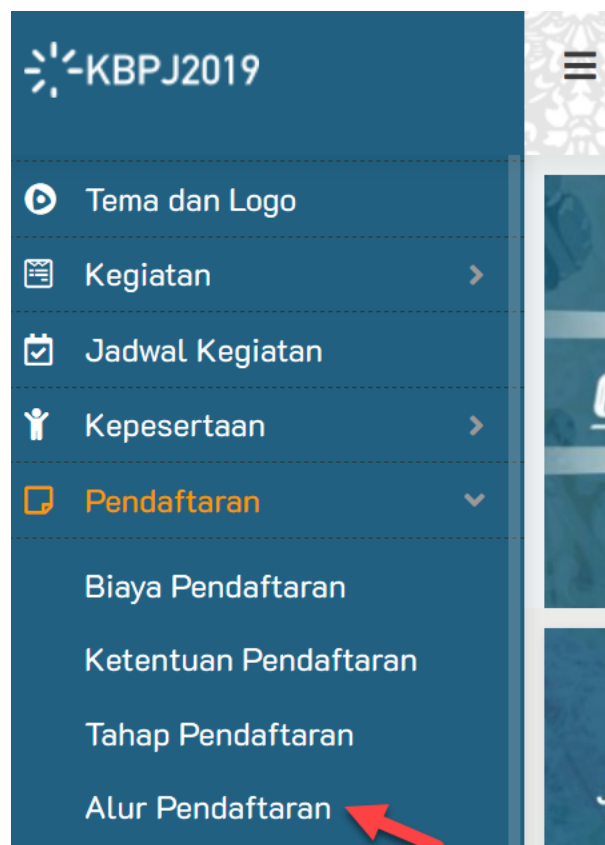 KBPJ2019
Tema dan Logo
Kegiatan
Jadwal Kegiatan
Kepesertaan
Pendaftaran
Biaya Pendaftaran
Ketentuan Pendaftaran
Tahap Pendaftaran
Alur Pendaftaran